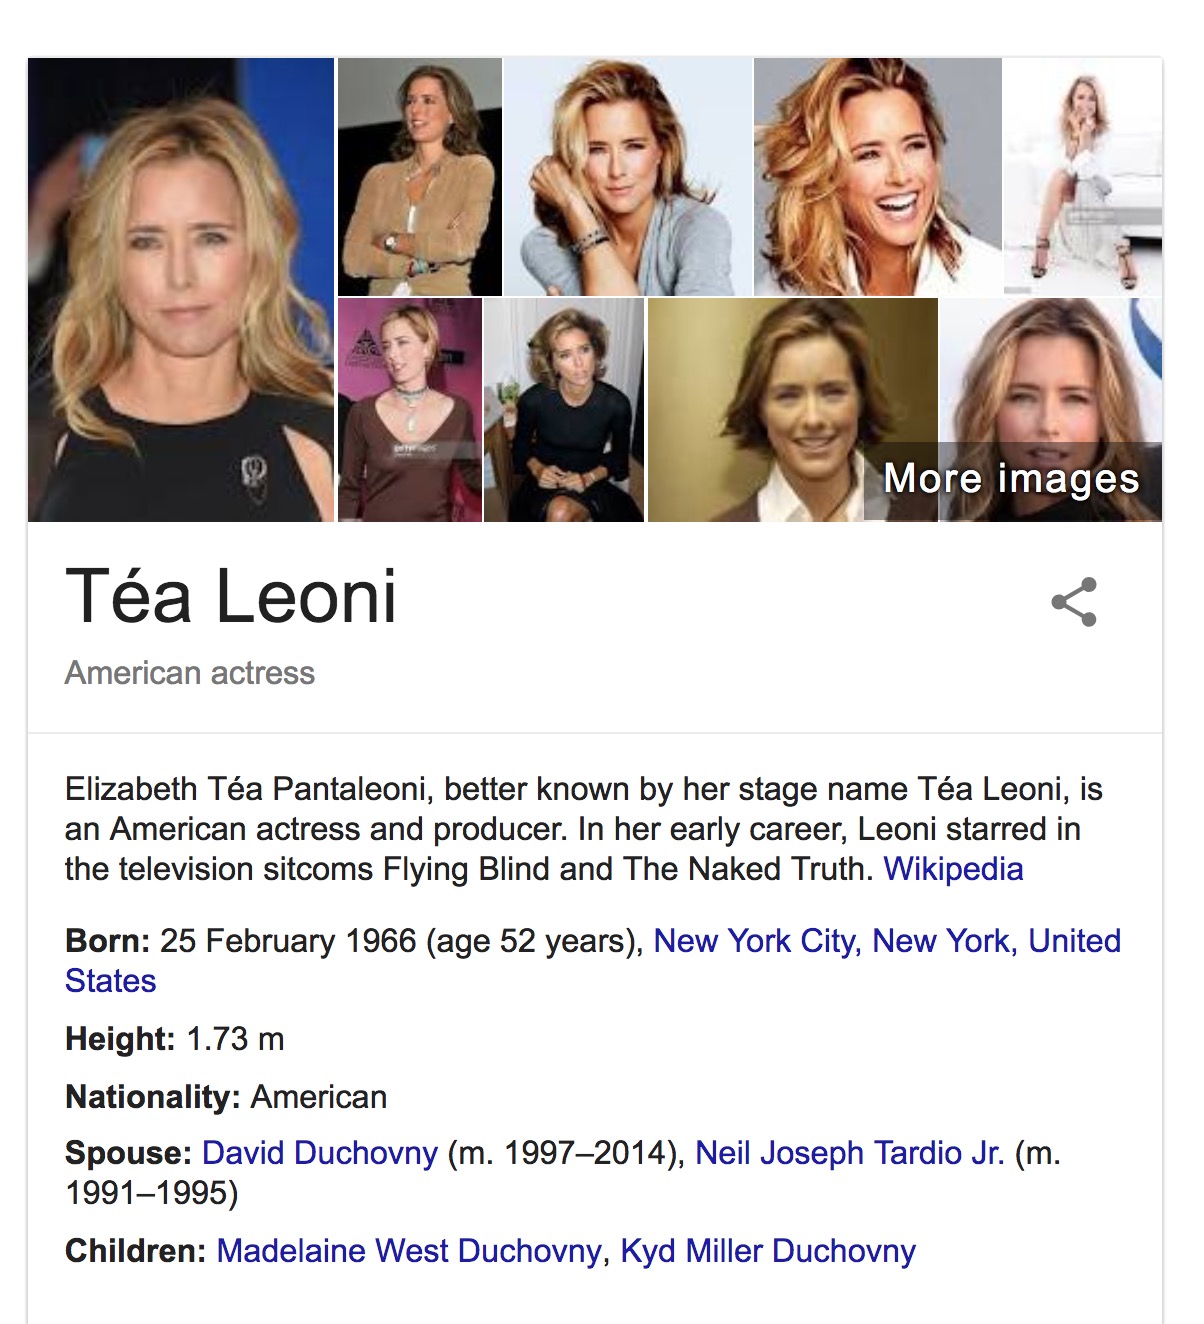 More images
Téa Leoni
American actress
Elizabeth Téa Pantaleoni, better known by her stage name Téa Leoni, is
an American actress and producer. In her early career, Leoni starred in
the television sitcoms Flying Blind and The Naked Truth. Wikipedia
Born: 25 February 1966 (age 52 years), New York City, New York, United
States
Height: 1.73 m
Nationality: American
Spouse: David Duchovny (m. 1997–2014), Neil Joseph Tardio Jr. (m.
1991–1995)
Children: Madelaine West Duchovny, Kyd Miller Duchovny